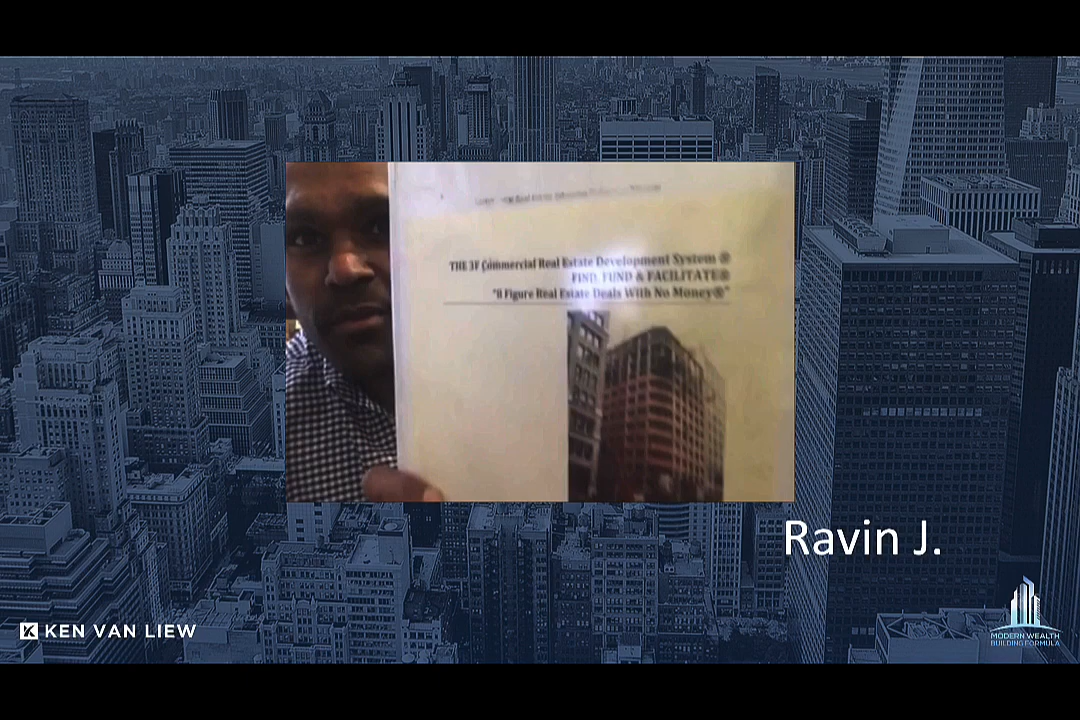 THE 3F Commercial Real Estate Development System ®
FIND, FUND & FACILITATE®
"8 Figure Real Estate Deals With No Money®"
Ravin J.
KEN VAN LIEW
MODERN WEALTH
BUILDING FORMULA